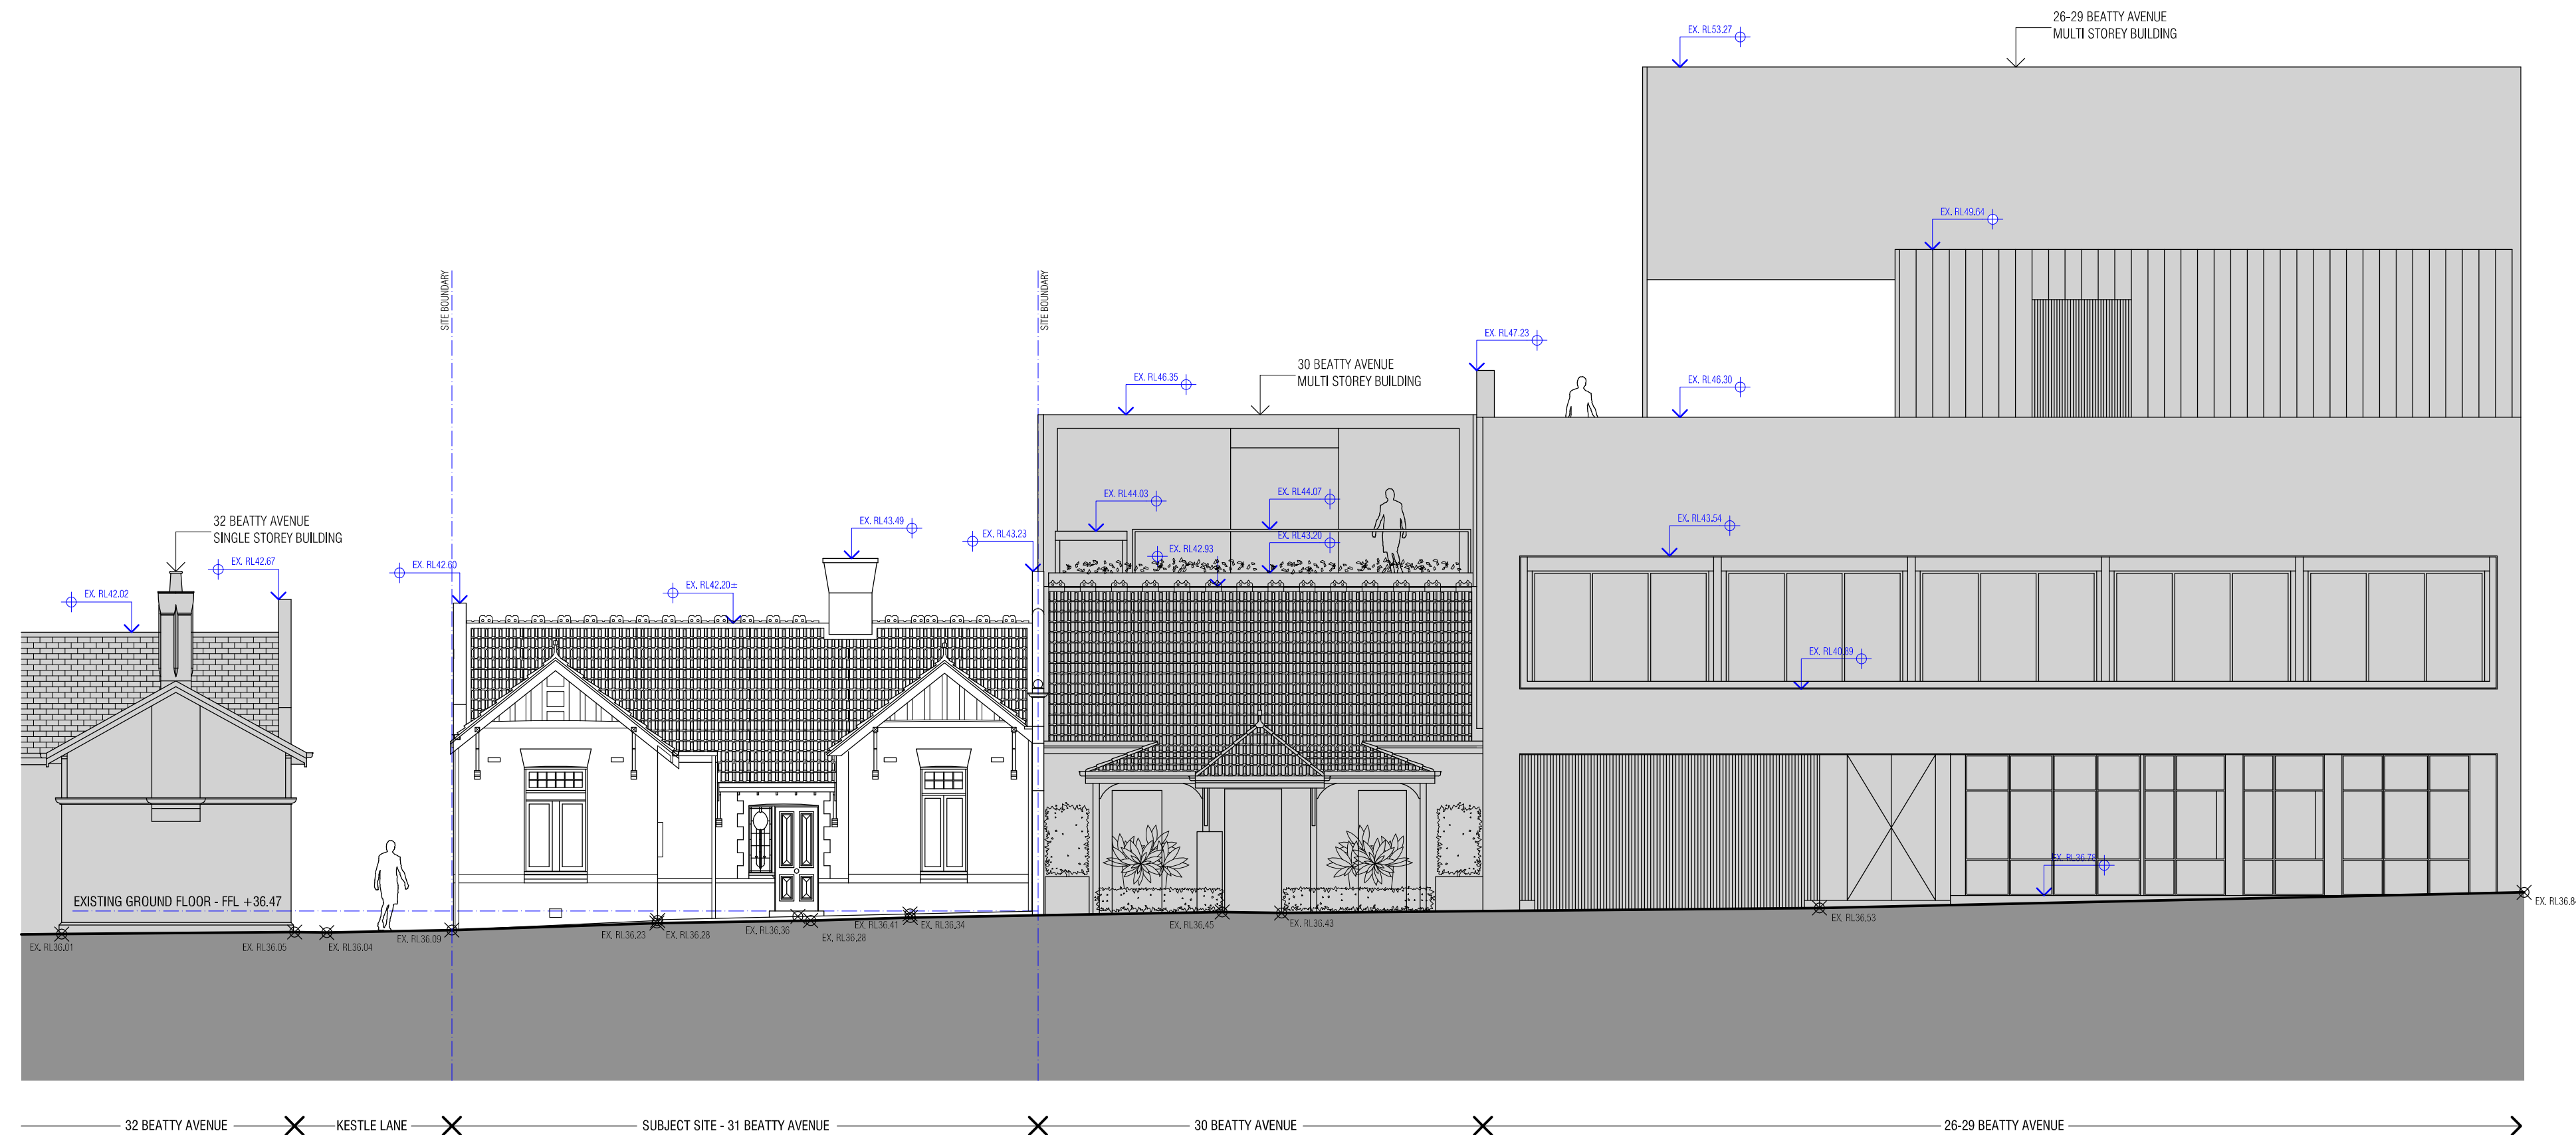 26-29 BEATTY AVENUE
MULTI STOREY BUILDING
EX. RL53.27
EX. RL49.64
SITE BOUNDARY
SITE BOUNDARY
EX. RL47.23
30 BEATTY AVENUE
MULTI STOREY BUILDING
EX. RL46.35
EX. RL46.30
EX. RL44.03
EX. RL44.07
32 BEATTY AVENUE
SINGLE STOREY BUILDING
EX. RL43.49
EX. RL43.23
EX. RL43.20
EX. RL43.54
EX. RL42.93
EX. RL42.67
EX. RL42.60
EX. RL42.20±
EX. RL42.02
EX. RL40.89
EX. RL36.78
EXISTING GROUND FLOOR - FFL +36.47
EX. RL36.01
EX. RL36.05
EX. RL36.04
EX. RL36.09
EX. RL36.23
EX. RL36.28
EX. RL36.36
EX. RL36.28
EX. RL36.41
EX. RL36.34
EX. RL36.45
EX. RL36.43
EX. RL36.53
EX. RL36.84
32 BEATTY AVENUE
KESTLE LANE
SUBJECT SITE - 31 BEATTY AVENUE
30 BEATTY AVENUE
26-29 BEATTY AVENUE